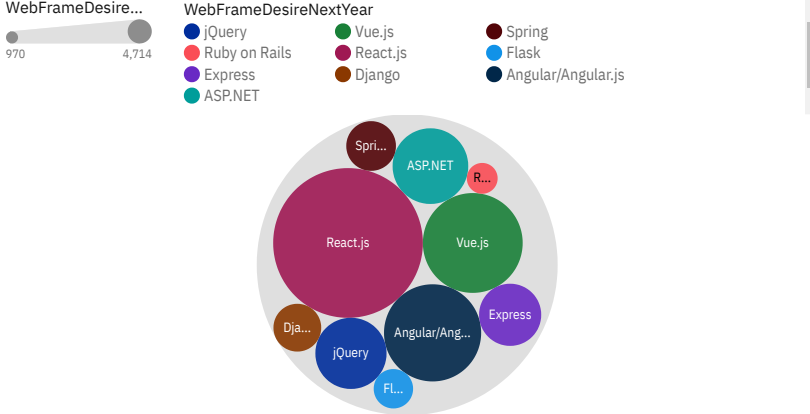 WebFrameDesire...
970
4,714
WebFrameDesireNextYear
jQuery
Vue.js
Spring
Ruby on Rails
React.js
Flask
Express
Django
Angular/Angular.js
ASP.NET
Spri...
ASP.NET
R...
React.js
Vue.js
Express
Dja...
Angular/Ang...
jQuery
Fl...